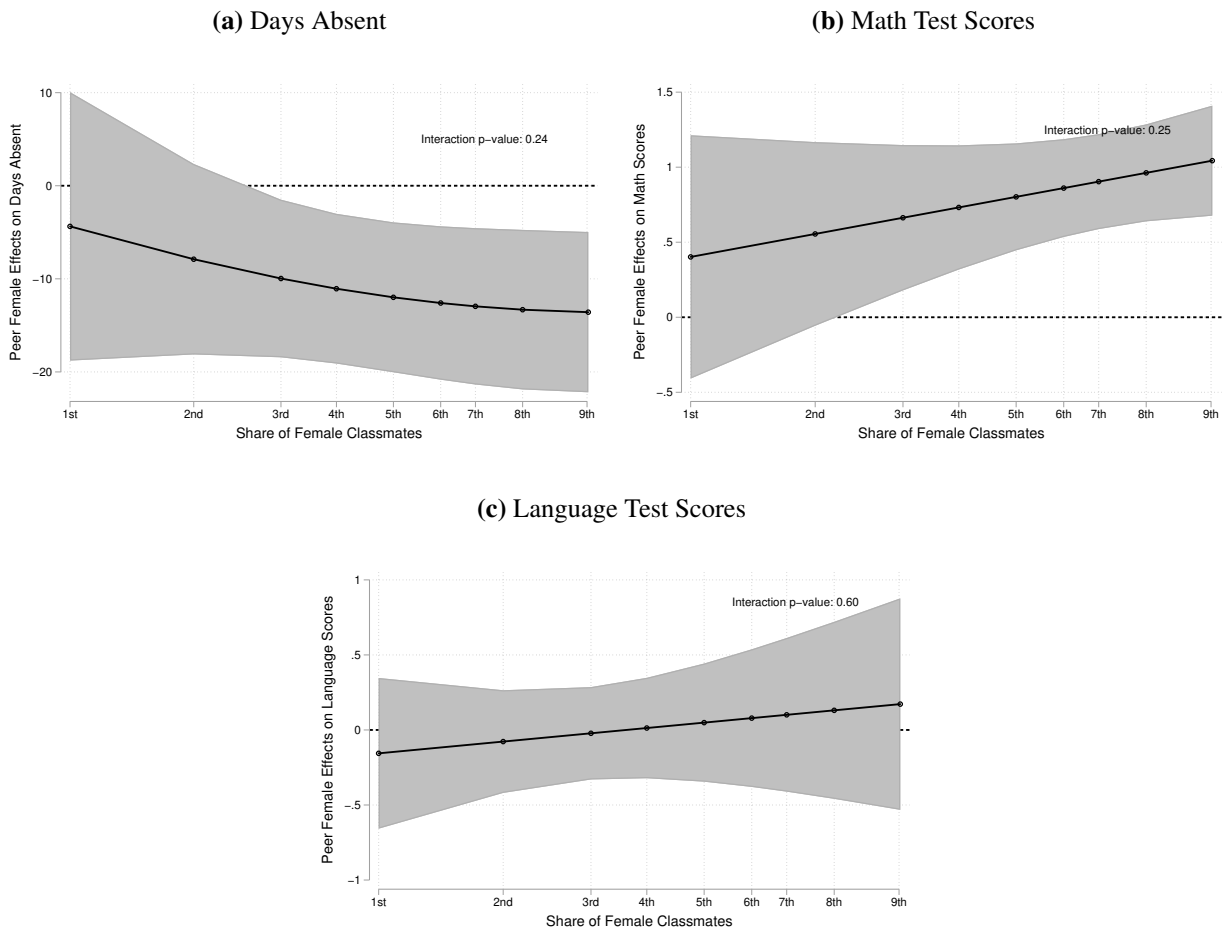 (a) Days Absent
Peer Female Effects on Days Absent
10
0
−10
−20
Interaction p−value: 0.24
1st 2nd 3rd 4th 5th 6th 7th 8th 9th
Share of Female Classmates
(b) Math Test Scores
Peer Female Effects on Math Scores
1.5
1
.5
0
−.5
Interaction p−value: 0.25
1st 2nd 3rd 4th 5th 6th 7th 8th 9th
Share of Female Classmates
(c) Language Test Scores
Peer Female Effects on Language Scores
1
.5
0
−.5
−1
Interaction p−value: 0.60
1st 2nd 3rd 4th 5th 6th 7th 8th 9th
Share of Female Classmates